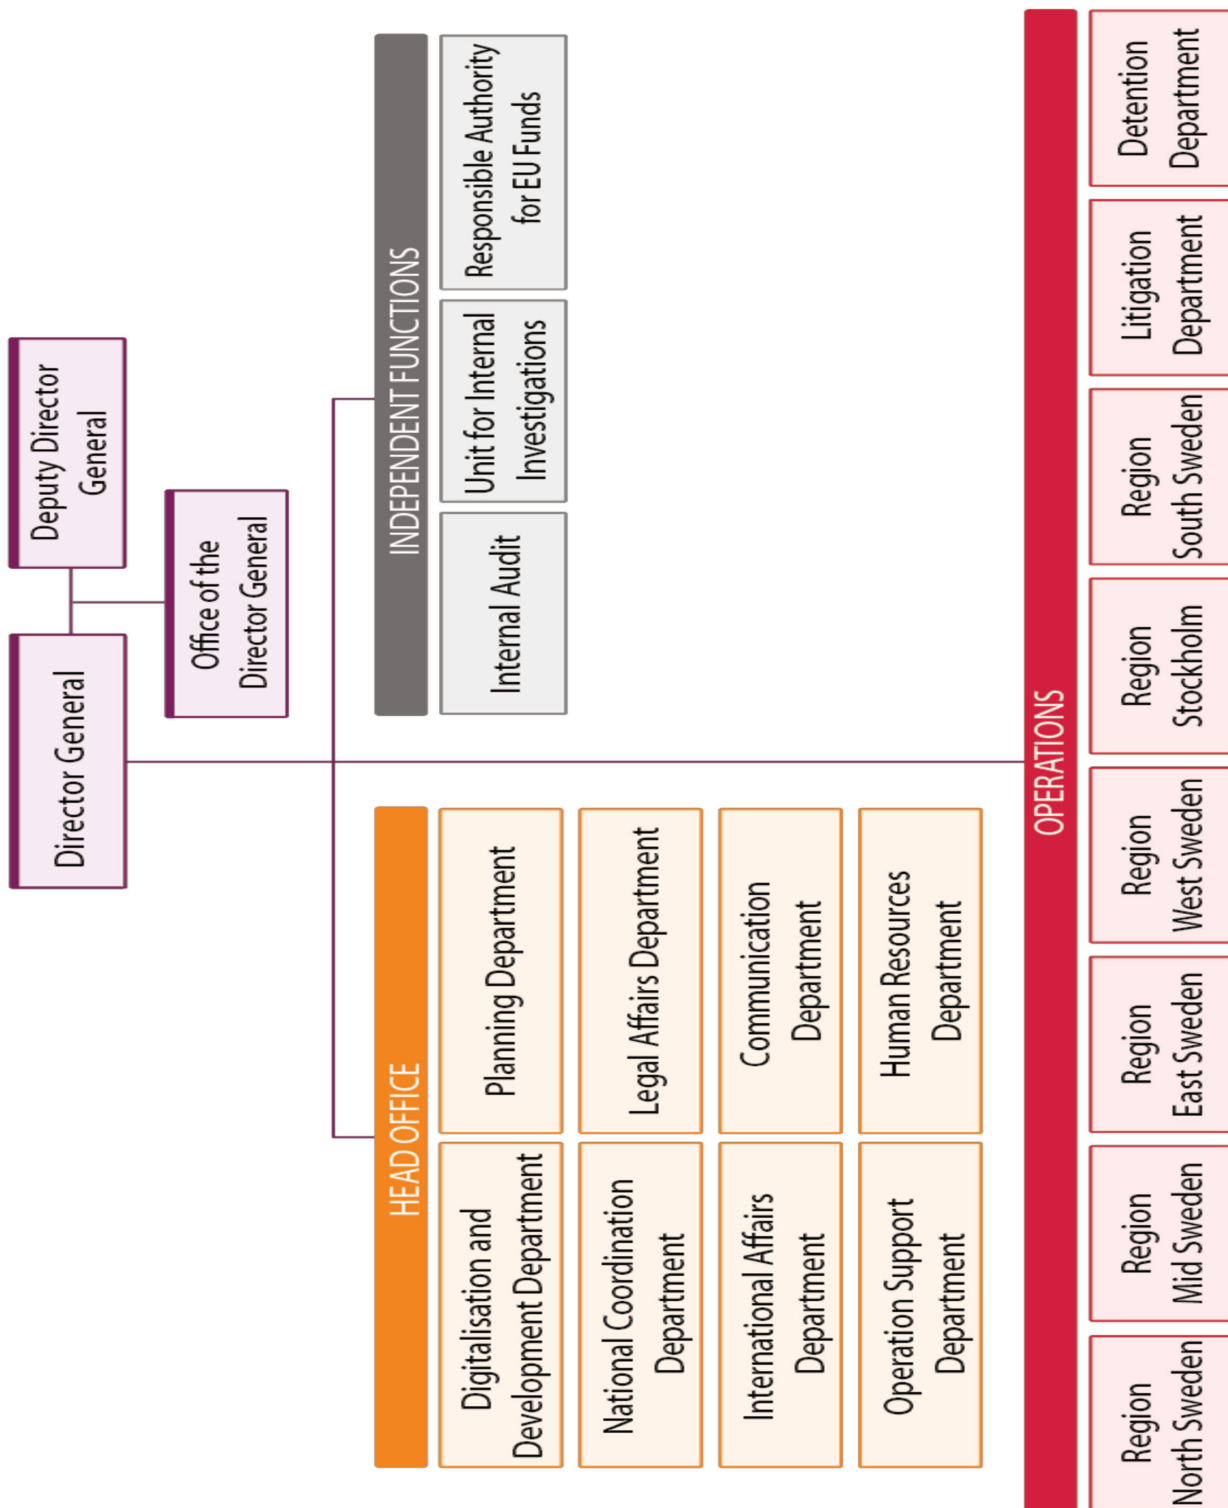 Director General
Deputy Director
General
Office of the
Director General
HEAD OFFICE
Digitalisation and
Development Department
Planning Department
National Coordination
Department
Legal Affairs Department
International Affairs
Department
Communication
Department
Operation Support
Department
Human Resources
Department
INDEPENDENT FUNCTIONS
Internal Audit
Unit for Internal
Investigations
Responsible Authority
for EU Funds
OPERATIONS
Region
North Sweden
Region
Mid Sweden
Region
East Sweden
Region
West Sweden
Region
Stockholm
Region
South Sweden
Litigation
Department
Detention
Department